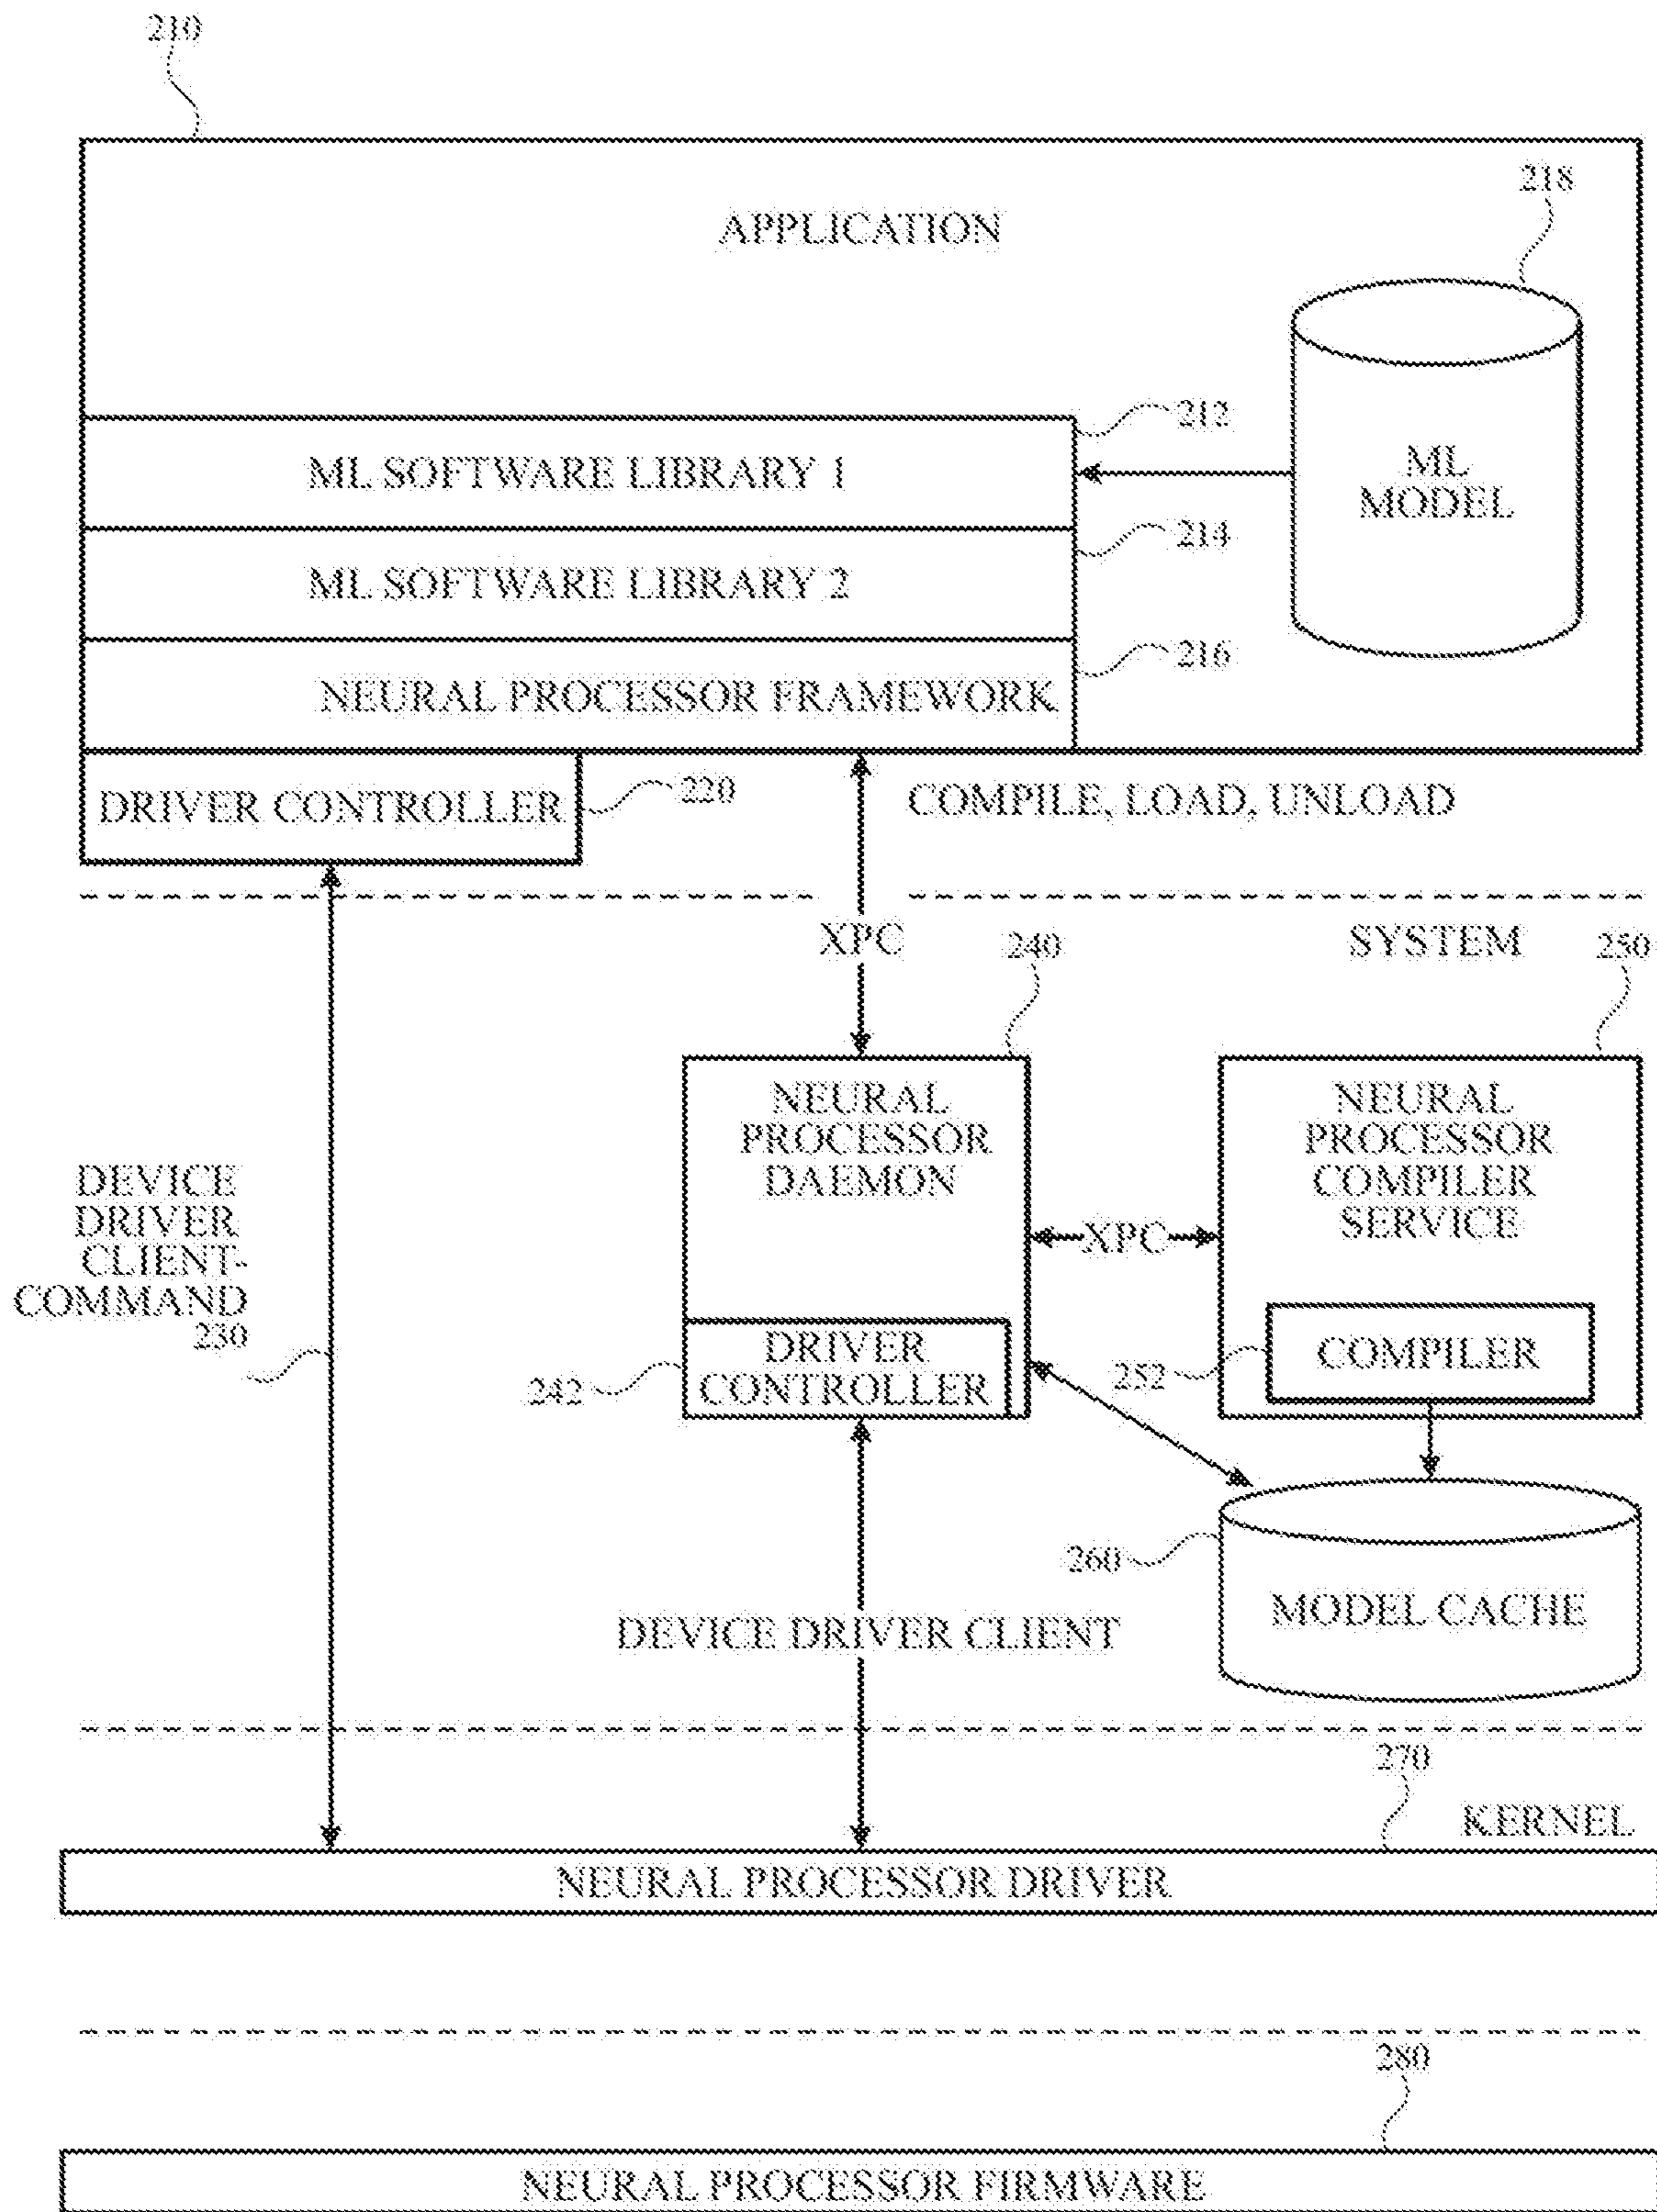 210
218
APPLICATION
212
ML SOFTWARE LIBRARY 1
ML
MODEL
214
ML SOFTWARE LIBRARY 2
216
NEURAL PROCESSOR FRAMEWORK
DRIVER CONTROLLER
220
COMPILE, LOAD, UNLOAD
XPC
240
SYSTEM
250
NEURAL
PROCESSOR
DAEMON
NEURAL
PROCESSOR
COMPILER
SERVICE
DEVICE
DRIVER
CLIENT-
COMMAND
230
XPC
DRIVER
CONTROLLER
242
252
COMPILER
260
MODEL CACHE
DEVICE DRIVER CLIENT
270
KERNEL
NEURAL PROCESSOR DRIVER
280
NEURAL PROCESSOR FIRMWARE